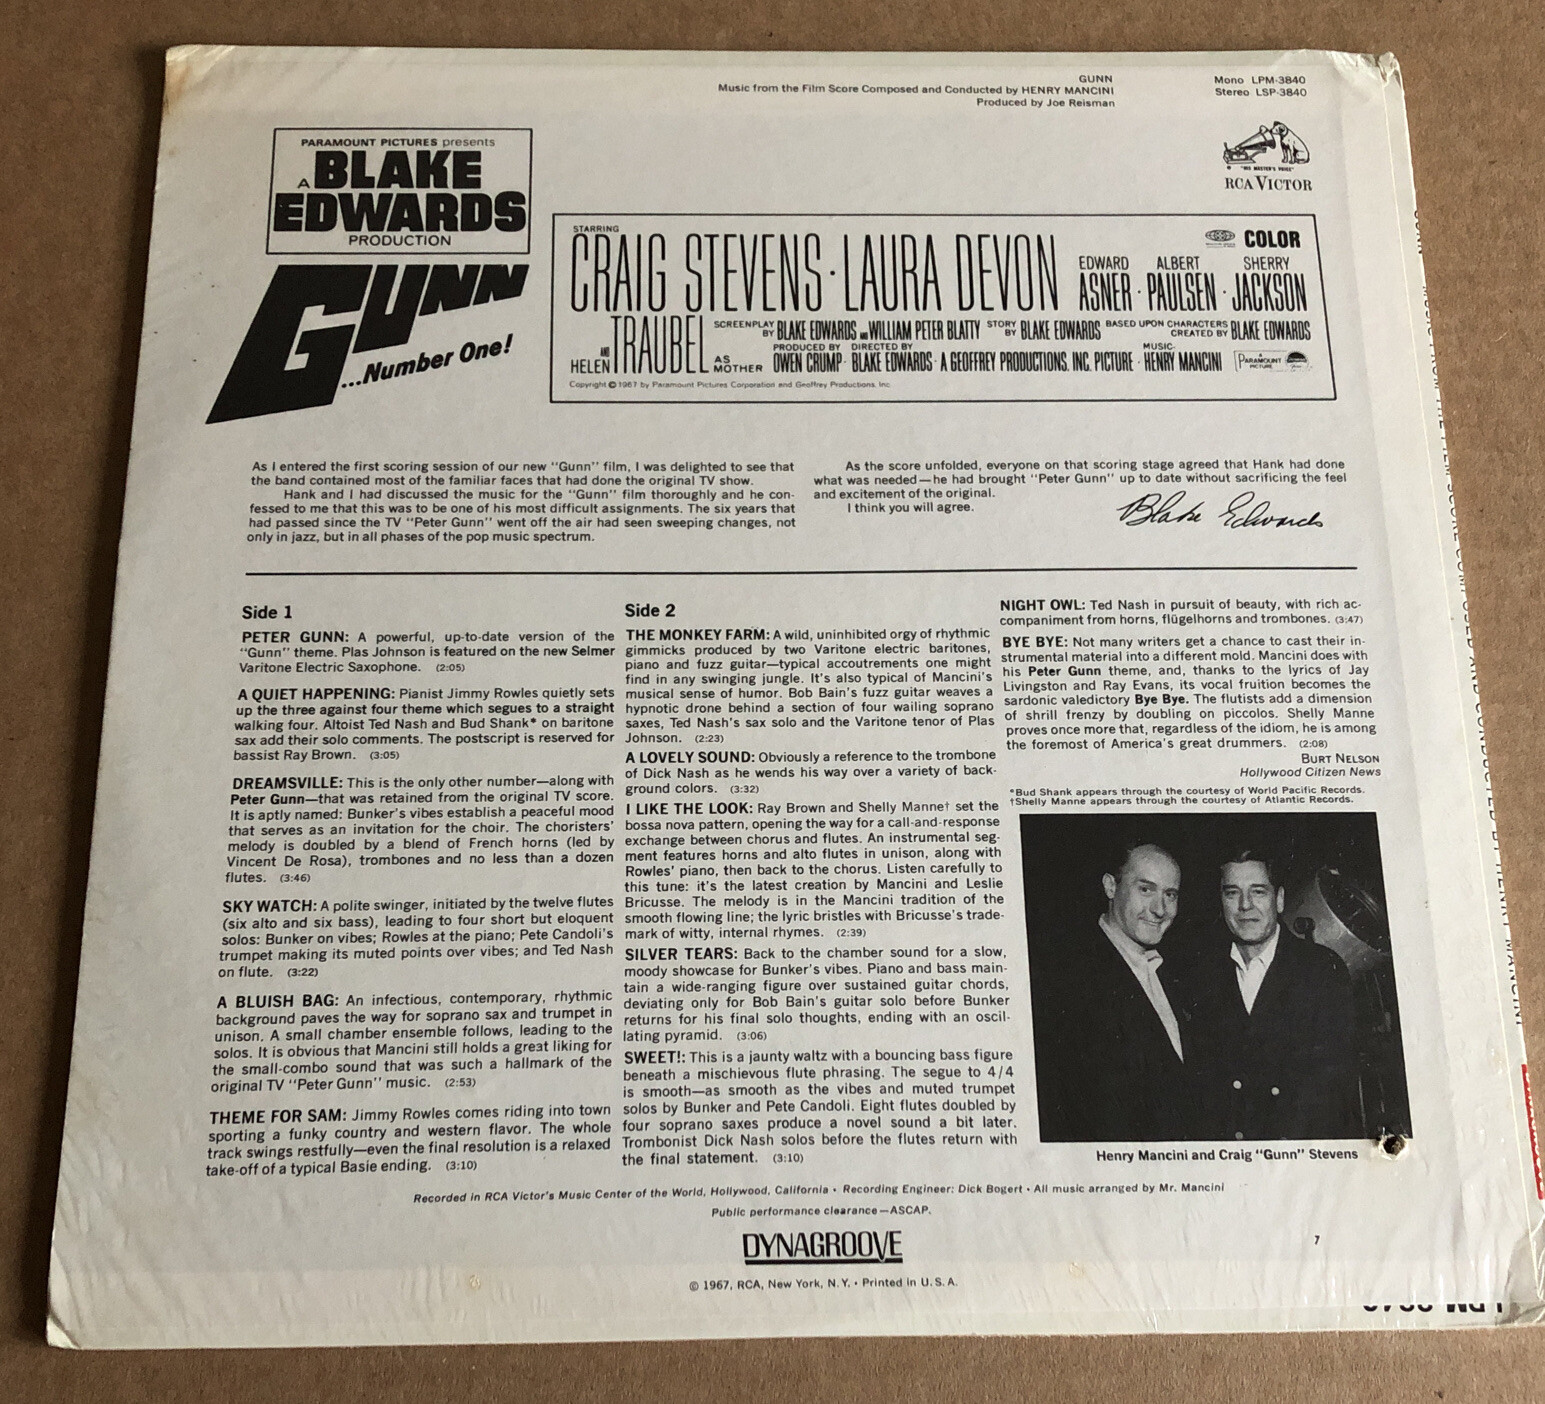 GUNN
Music from the Film Score Composed and Conducted by HENRY MANCINI
Produced by Joe Reisman
Mono LPM-3840
Stereo LSP-3840
"HIS MASTER'S VOICE"
RCA VICTOR
PARAMOUNT PICTURES presents
A BLAKE
EDWARDS
PRODUCTION
GUNN
...Number One!
STARRING
CRAIG STEVENS · LAURA DEVON
COLOR
EDWARD ASNER · ALBERT PAULSEN · SHERRY JACKSON
AND HELEN TRAUBEL AS MOTHER
SCREENPLAY BY BLAKE EDWARDS AND WILLIAM PETER BLATTY STORY BY BLAKE EDWARDS BASED UPON CHARACTERS CREATED BY BLAKE EDWARDS
PRODUCED BY OWEN CRUMP · DIRECTED BY BLAKE EDWARDS · A GEOFFREY PRODUCTIONS, INC. PICTURE · MUSIC- HENRY MANCINI
A PARAMOUNT PICTURE
Copyright © 1967 by Paramount Pictures Corporation and Geoffrey Productions, Inc.
As I entered the first scoring session of our new "Gunn" film, I was delighted to see that
the band contained most of the familiar faces that had done the original TV show.
Hank and I had discussed the music for the "Gunn" film thoroughly and he con-
fessed to me that this was to be one of his most difficult assignments. The six years that
had passed since the TV "Peter Gunn" went off the air had seen sweeping changes, not
only in jazz, but in all phases of the pop music spectrum.
As the score unfolded, everyone on that scoring stage agreed that Hank had done
what was needed—he had brought "Peter Gunn" up to date without sacrificing the feel
and excitement of the original.
I think you will agree.
Blake Edwards
Side 1
PETER GUNN: A powerful, up-to-date version of the
"Gunn" theme. Plas Johnson is featured on the new Selmer
Varitone Electric Saxophone. (2:05)
A QUIET HAPPENING: Pianist Jimmy Rowles quietly sets
up the three against four theme which segues to a straight
walking four. Altoist Ted Nash and Bud Shank* on baritone
sax add their solo comments. The postscript is reserved for
bassist Ray Brown. (3:05)
DREAMSVILLE: This is the only other number—along with
Peter Gunn—that was retained from the original TV score.
It is aptly named: Bunker's vibes establish a peaceful mood
that serves as an invitation for the choir. The choristers'
melody is doubled by a blend of French horns (led by
Vincent De Rosa), trombones and no less than a dozen
flutes. (3:46)
SKY WATCH: A polite swinger, initiated by the twelve flutes
(six alto and six bass), leading to four short but eloquent
solos: Bunker on vibes; Rowles at the piano; Pete Candoli's
trumpet making its muted points over vibes; and Ted Nash
on flute. (3:22)
A BLUISH BAG: An infectious, contemporary, rhythmic
background paves the way for soprano sax and trumpet in
unison. A small chamber ensemble follows, leading to the
solos. It is obvious that Mancini still holds a great liking for
the small-combo sound that was such a hallmark of the
original TV "Peter Gunn" music. (2:53)
THEME FOR SAM: Jimmy Rowles comes riding into town
sporting a funky country and western flavor. The whole
track swings restfully—even the final resolution is a relaxed
take-off of a typical Basie ending. (3:10)
Side 2
THE MONKEY FARM: A wild, uninhibited orgy of rhythmic
gimmicks produced by two Varitone electric baritones,
piano and fuzz guitar—typical accoutrements one might
find in any swinging jungle. It's also typical of Mancini's
musical sense of humor. Bob Bain's fuzz guitar weaves a
hypnotic drone behind a section of four wailing soprano
saxes, Ted Nash's sax solo and the Varitone tenor of Plas
Johnson. (2:23)
A LOVELY SOUND: Obviously a reference to the trombone
of Dick Nash as he wends his way over a variety of back-
ground colors. (3:32)
I LIKE THE LOOK: Ray Brown and Shelly Manne† set the
bossa nova pattern, opening the way for a call-and-response
exchange between chorus and flutes. An instrumental seg-
ment features horns and alto flutes in unison, along with
Rowles' piano, then back to the chorus. Listen carefully to
this tune: it's the latest creation by Mancini and Leslie
Bricusse. The melody is in the Mancini tradition of the
smooth flowing line; the lyric bristles with Bricusse's trade-
mark of witty, internal rhymes. (2:39)
SILVER TEARS: Back to the chamber sound for a slow,
moody showcase for Bunker's vibes. Piano and bass main-
tain a wide-ranging figure over sustained guitar chords,
deviating only for Bob Bain's guitar solo before Bunker
returns for his final solo thoughts, ending with an oscil-
lating pyramid. (3:06)
SWEET!: This is a jaunty waltz with a bouncing bass figure
beneath a mischievous flute phrasing. The segue to 4/4
is smooth—as smooth as the vibes and muted trumpet
solos by Bunker and Pete Candoli. Eight flutes doubled by
four soprano saxes produce a novel sound a bit later.
Trombonist Dick Nash solos before the flutes return with
the final statement. (3:10)
NIGHT OWL: Ted Nash in pursuit of beauty, with rich ac-
companiment from horns, flügelhorns and trombones. (3:47)
BYE BYE: Not many writers get a chance to cast their in-
strumental material into a different mold. Mancini does with
his Peter Gunn theme, and, thanks to the lyrics of Jay
Livingston and Ray Evans, its vocal fruition becomes the
sardonic valedictory Bye Bye. The flutists add a dimension
of shrill frenzy by doubling on piccolos. Shelly Manne
proves once more that, regardless of the idiom, he is among
the foremost of America's great drummers. (2:08)
BURT NELSON
Hollywood Citizen News
*Bud Shank appears through the courtesy of World Pacific Records.
†Shelly Manne appears through the courtesy of Atlantic Records.
Henry Mancini and Craig "Gunn" Stevens
Recorded in RCA Victor's Music Center of the World, Hollywood, California • Recording Engineer: Dick Bogert • All music arranged by Mr. Mancini
Public performance clearance—ASCAP.
DYNAGROOVE
7
© 1967, RCA, New York, N.Y. • Printed in U.S.A.